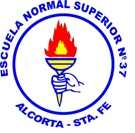 ESCUELA NORMAL SUPERIOR Nº 37
ALCORTA - STA. FE